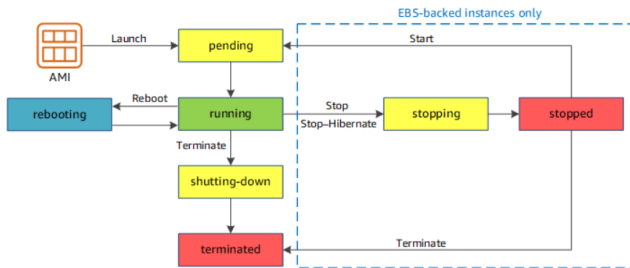 EBS-backed instances only
Launch
pending
Start
AMI
Reboot
rebooting
running
Stop
Stop–Hibernate
stopping
stopped
Terminate
shutting-down
terminated
Terminate